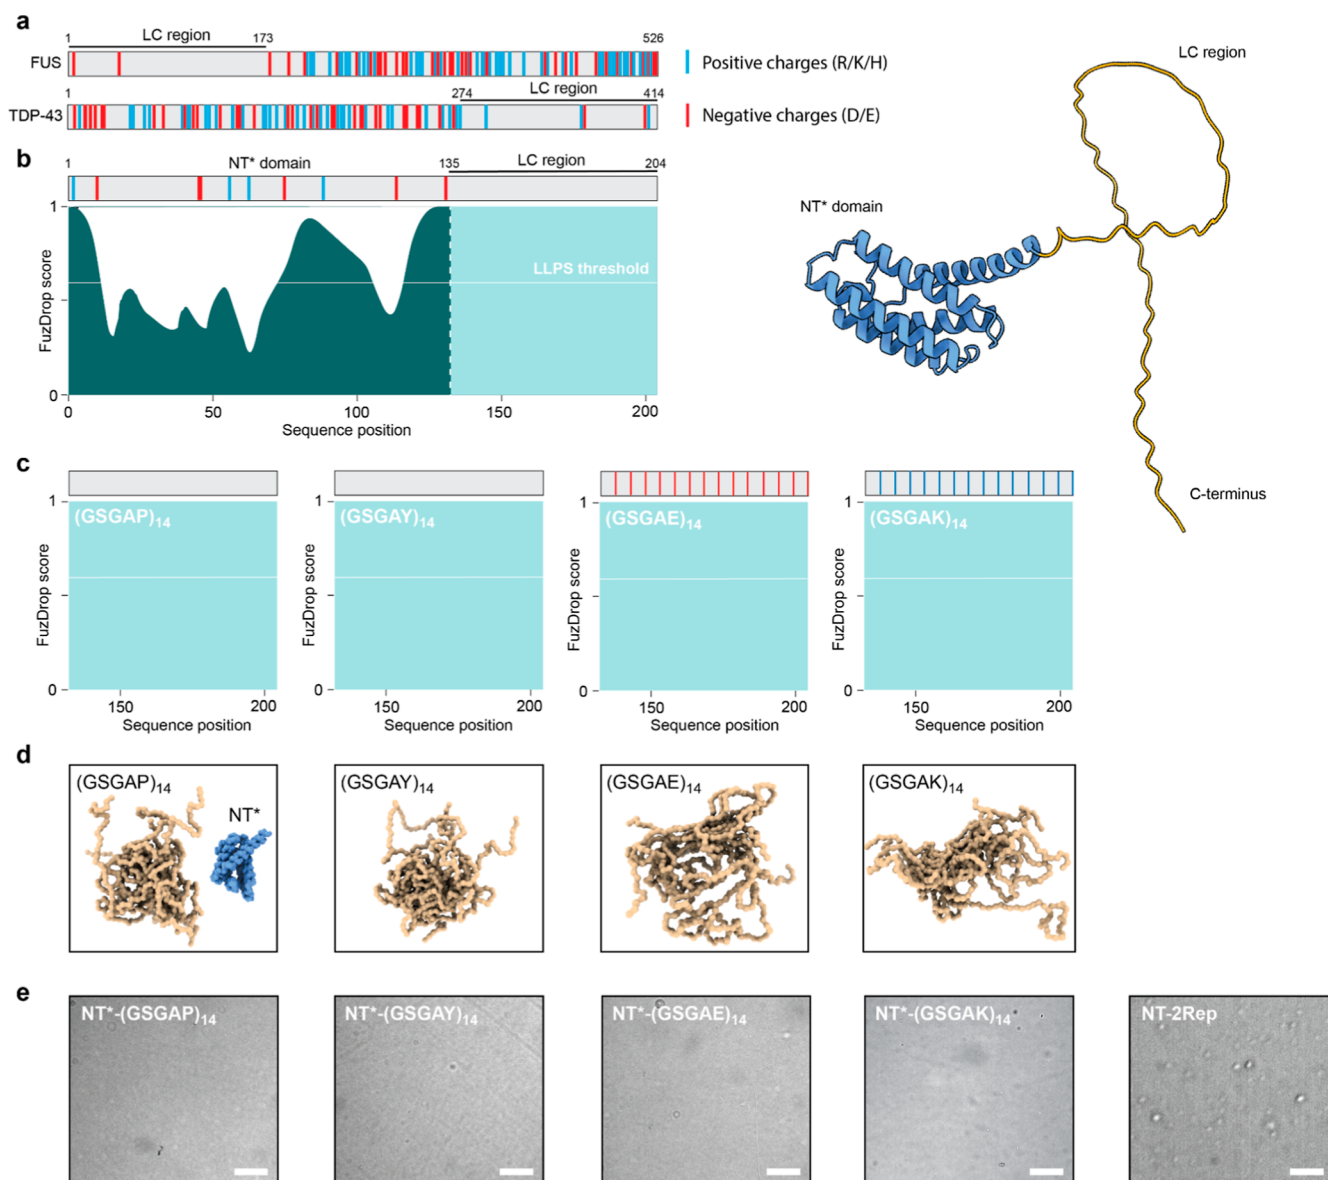 a
1 LC region 173 526
FUS
1 274 LC region 414
TDP-43
Positive charges (R/K/H)
Negative charges (D/E)
LC region
NT* domain
C-terminus
b
1 NT* domain 135 LC region 204
1
LLPS threshold
FuzDrop score
0
0 50 100 150 200
Sequence position
c
1 1 1 1
(GSGAP)14 (GSGAY)14 (GSGAE)14 (GSGAK)14
FuzDrop score FuzDrop score FuzDrop score FuzDrop score
0 0 0 0
150 200 150 200 150 200 150 200
Sequence position Sequence position Sequence position Sequence position
d
(GSGAP)14 (GSGAY)14 (GSGAE)14 (GSGAK)14
NT*
e
NT*-(GSGAP)14 NT*-(GSGAY)14 NT*-(GSGAE)14 NT*-(GSGAK)14 NT-2Rep